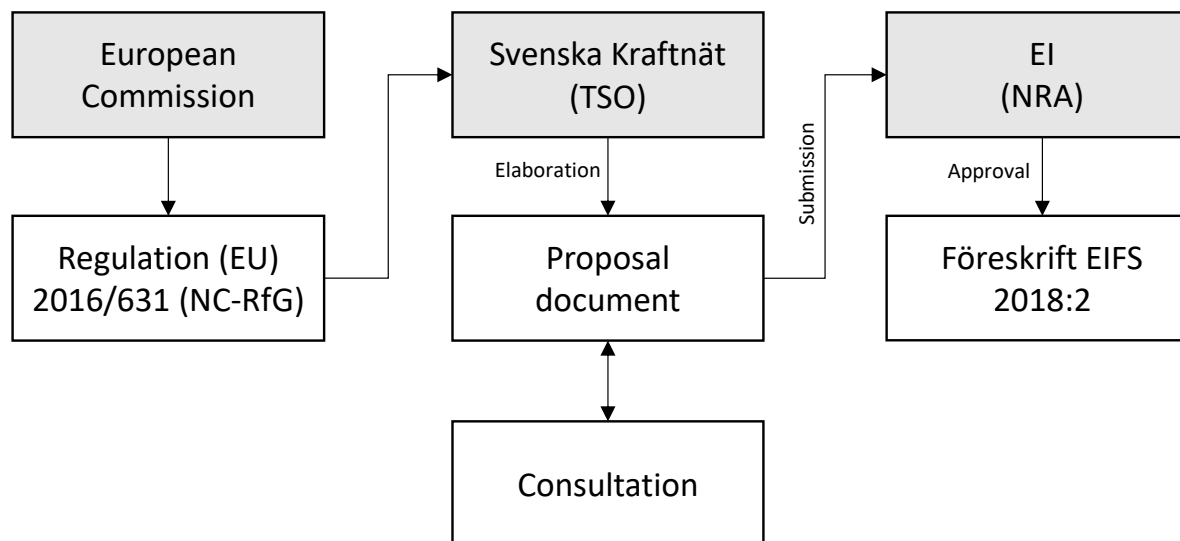 European
Commission
Svenska Kraftnät
(TSO)
EI
(NRA)
Elaboration
Submission
Approval
Regulation (EU)
2016/631 (NC-RfG)
Proposal
document
Föreskrift EIFS
2018:2
Consultation